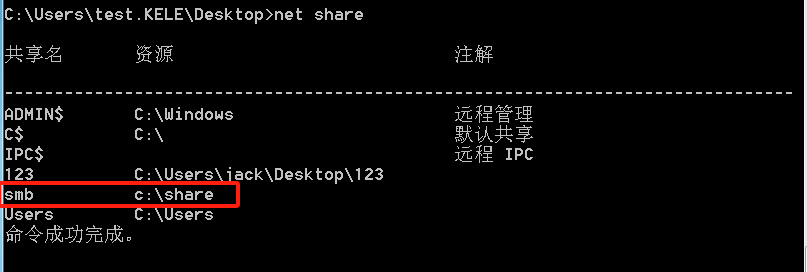 C:\Users\test.KELE\Desktop>net share
共享名 资源 注解
-------------------------------------------------------------------------------
ADMIN$ C:\Windows 远程管理
C$ C:\ 默认共享
IPC$ 远程 IPC
123 C:\Users\jack\Desktop\123
smb c:\share
Users C:\Users
命令成功完成。